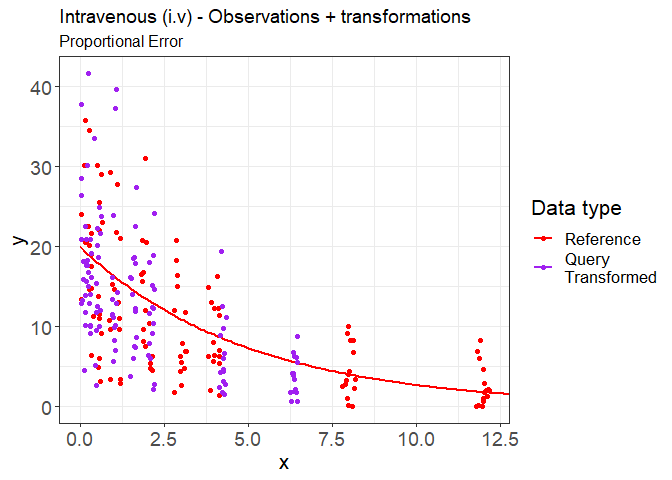 Intravenous (i.v) - Observations + transformations
Proportional Error
40
30
20
10
0
y
0.0 2.5 5.0 7.5 10.0 12.5
x
Data type
Reference
Query
Transformed